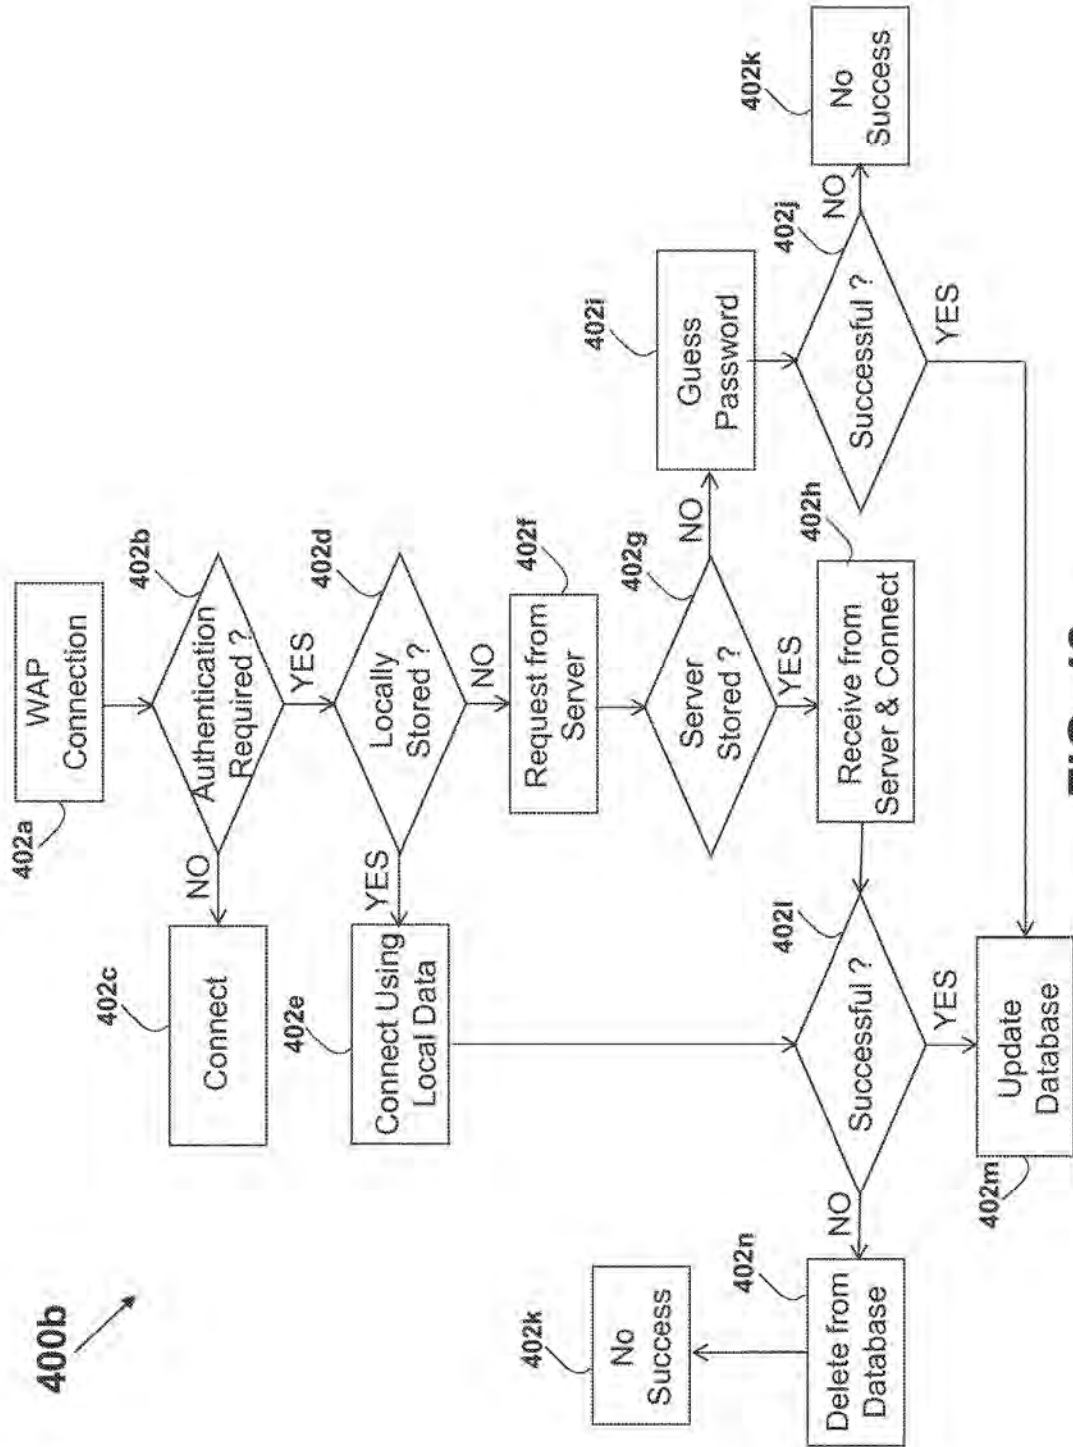 400b
402a
WAP
Connection
402b
Authentication
Required ?
NO
YES
402c
Connect
402d
Locally
Stored ?
YES
NO
402e
Connect Using
Local Data
402f
Request from
Server
402g
Server
Stored ?
NO
YES
402i
Guess
Password
402h
Receive from
Server & Connect
402j
Successful ?
NO
YES
402k
No
Success
402l
Successful ?
NO
YES
402n
Delete from
Database
402k
No
Success
402m
Update
Database